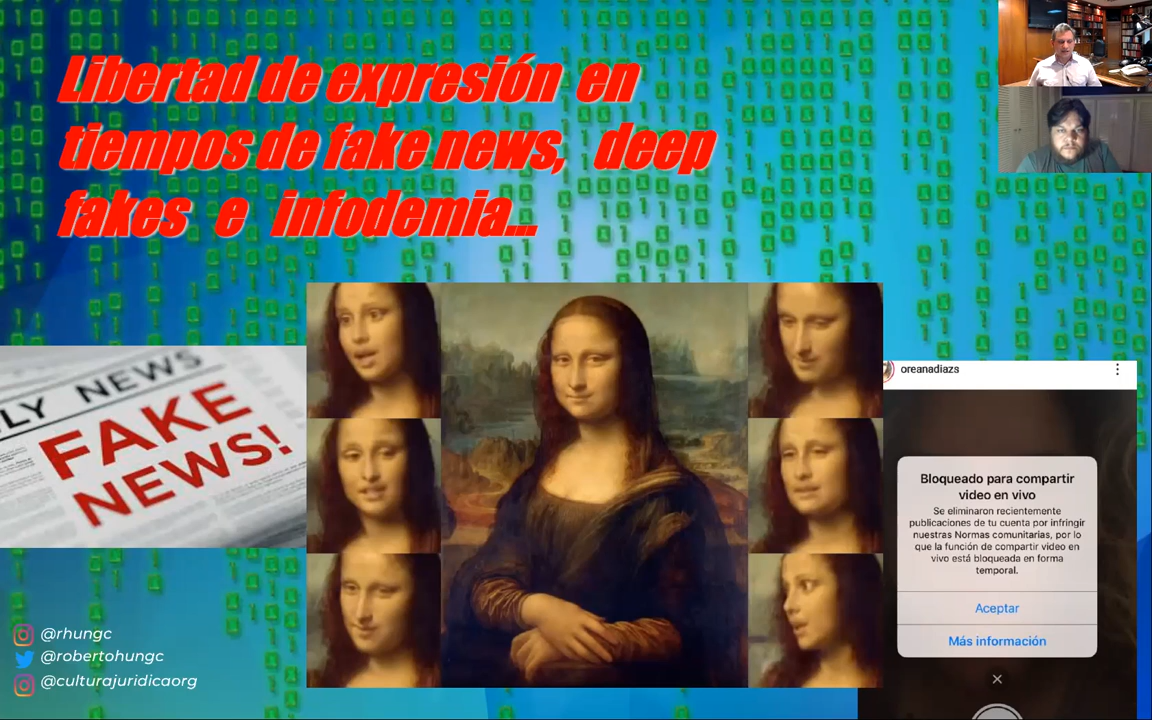 Libertad de expresión en
tiempos de fake news, deep
fakes e infodemia...
LY NEWS
FAKE
NEWS!
oreanadiazs
Bloqueado para compartir
video en vivo
Se eliminaron recientemente
publicaciones de tu cuenta por infringir
nuestras Normas comunitarias, por lo
que la función de compartir video en
vivo está bloqueada en forma
temporal.
Aceptar
Más información
@rhungc
@robertohungc
@culturajuridicaorg